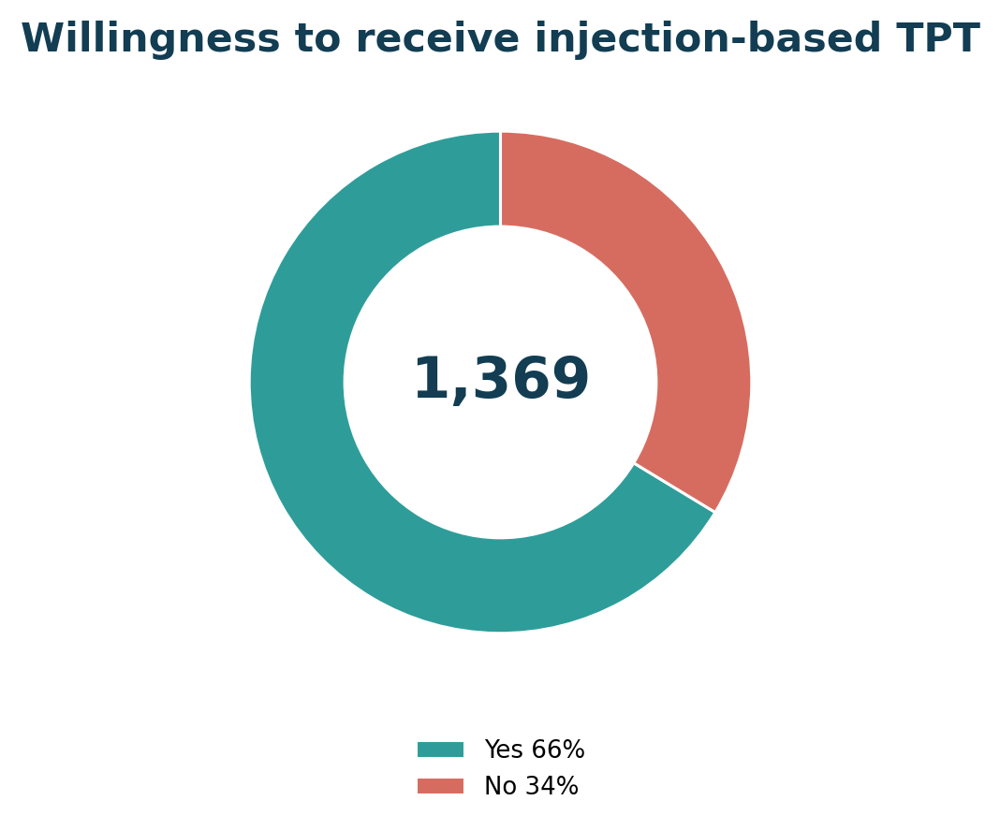 Willingness to receive injection-based TPT
1,369
Yes 66%
No 34%